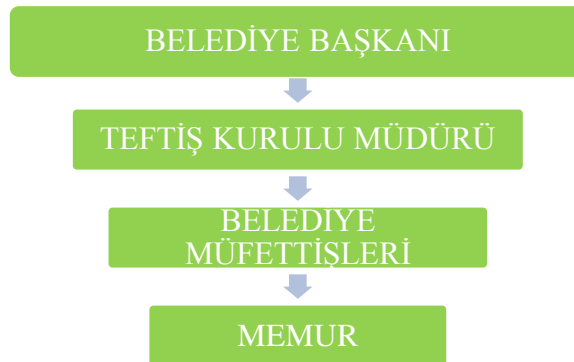 BELEDİYE BAŞKANI
TEFTİŞ KURULU MÜDÜRÜ
BELEDİYE
MÜFETTİŞLERİ
MEMUR